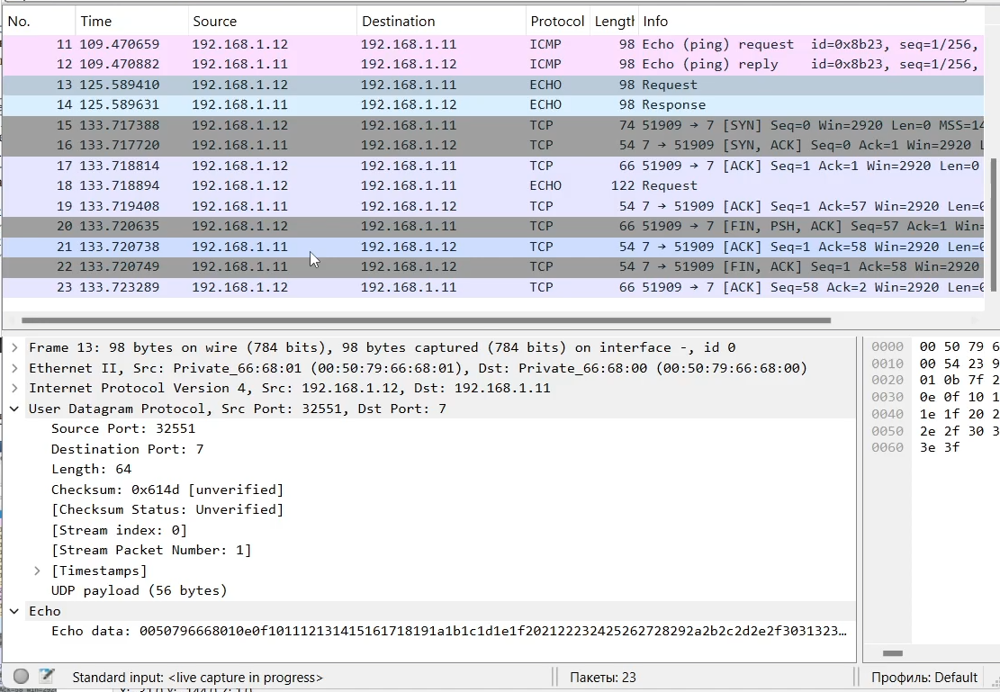 No. Time Source Destination Protocol Length Info
11 109.470659 192.168.1.12 192.168.1.11 ICMP 98 Echo (ping) request id=0x8b23, seq=1/256,
12 109.470882 192.168.1.11 192.168.1.12 ICMP 98 Echo (ping) reply id=0x8b23, seq=1/256,
13 125.589410 192.168.1.12 192.168.1.11 ECHO 98 Request
14 125.589631 192.168.1.11 192.168.1.12 ECHO 98 Response
15 133.717388 192.168.1.12 192.168.1.11 TCP 74 51909 → 7 [SYN] Seq=0 Win=2920 Len=0 MSS=14
16 133.717720 192.168.1.11 192.168.1.12 TCP 54 7 → 51909 [SYN, ACK] Seq=0 Ack=1 Win=2920 L
17 133.718814 192.168.1.12 192.168.1.11 TCP 66 51909 → 7 [ACK] Seq=1 Ack=1 Win=2920 Len=0
18 133.718894 192.168.1.12 192.168.1.11 ECHO 122 Request
19 133.719408 192.168.1.11 192.168.1.12 TCP 54 7 → 51909 [ACK] Seq=1 Ack=57 Win=2920 Len=0
20 133.720635 192.168.1.12 192.168.1.11 TCP 66 51909 → 7 [FIN, PSH, ACK] Seq=57 Ack=1 Win=
21 133.720738 192.168.1.11 192.168.1.12 TCP 54 7 → 51909 [ACK] Seq=1 Ack=58 Win=2920 Len=0
22 133.720749 192.168.1.11 192.168.1.12 TCP 54 7 → 51909 [FIN, ACK] Seq=1 Ack=58 Win=2920
23 133.723289 192.168.1.12 192.168.1.11 TCP 66 51909 → 7 [ACK] Seq=58 Ack=2 Win=2920 Len=0
Frame 13: 98 bytes on wire (784 bits), 98 bytes captured (784 bits) on interface -, id 0
Ethernet II, Src: Private_66:68:01 (00:50:79:66:68:01), Dst: Private_66:68:00 (00:50:79:66:68:00)
Internet Protocol Version 4, Src: 192.168.1.12, Dst: 192.168.1.11
User Datagram Protocol, Src Port: 32551, Dst Port: 7
Source Port: 32551
Destination Port: 7
Length: 64
Checksum: 0x614d [unverified]
[Checksum Status: Unverified]
[Stream index: 0]
[Stream Packet Number: 1]
[Timestamps]
UDP payload (56 bytes)
Echo
Echo data: 0050796668010e0f101112131415161718191a1b1c1d1e1f202122232425262728292a2b2c2d2e2f3031323…
0000 00 50 79 6
0010 00 54 23 9
0020 01 0b 7f 2
0030 0e 0f 10 1
0040 1e 1f 20 2
0050 2e 2f 30 3
0060 3e 3f
Standard input: <live capture in progress> Пакеты: 23 Профиль: Default